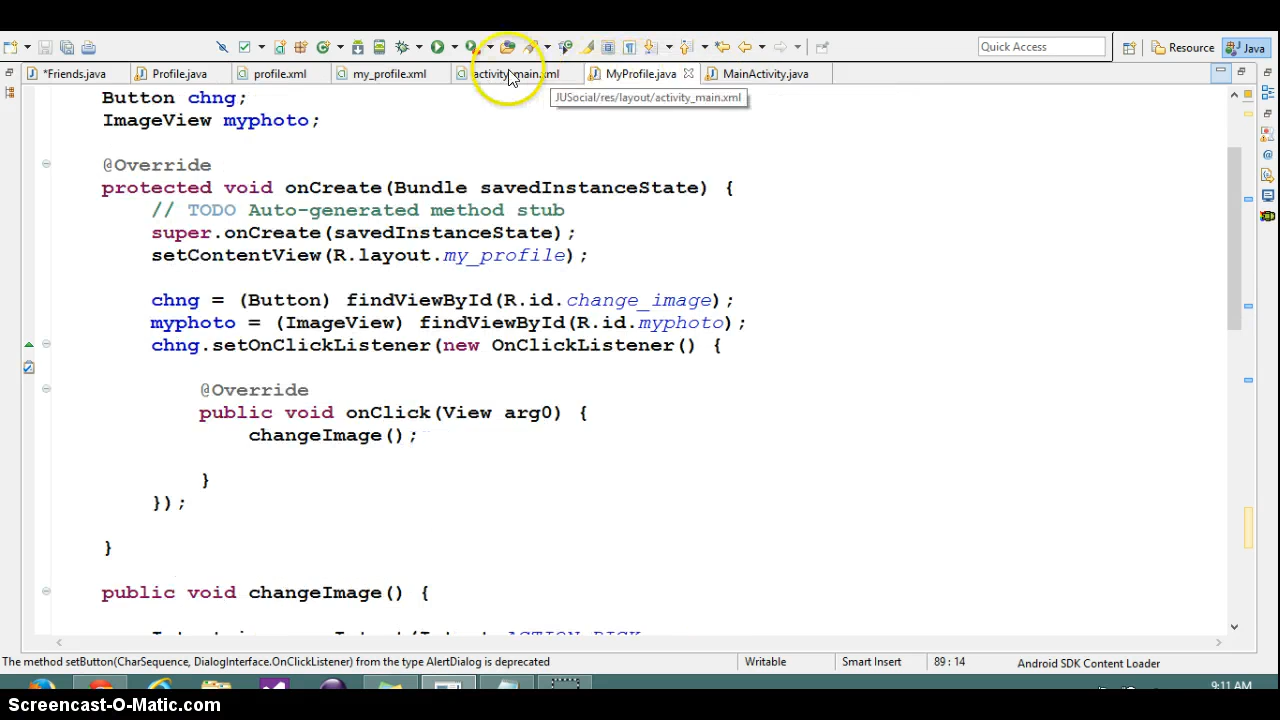 Quick Access
Resource
Java
*Friends.java
Profile.java
profile.xml
my_profile.xml
activity_main.xml
MyProfile.java
MainActivity.java
JUSocial/res/layout/activity_main.xml
Button chng;
ImageView myphoto;
@Override
protected void onCreate(Bundle savedInstanceState) {
// TODO Auto-generated method stub
super.onCreate(savedInstanceState);
setContentView(R.layout.my_profile);
chng = (Button) findViewById(R.id.change_image);
myphoto = (ImageView) findViewById(R.id.myphoto);
chng.setOnClickListener(new OnClickListener() {
@Override
public void onClick(View arg0) {
changeImage();
}
});
}
public void changeImage() {
The method setButton(CharSequence, DialogInterface.OnClickListener) from the type AlertDialog is deprecated
Writable
Smart Insert
89 : 14
Android SDK Content Loader
9:11 AM
Screencast-O-Matic.com